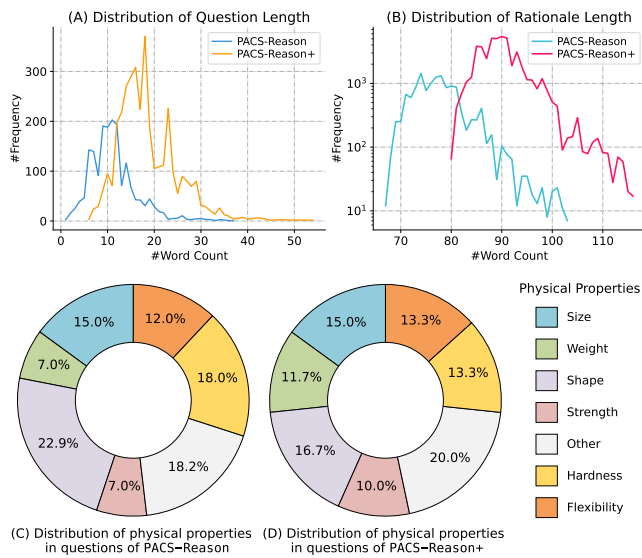 (A) Distribution of Question Length
PACS-Reason
PACS-Reason+
#Frequency
300
200
100
0
0
10
20
30
40
50
#Word Count
(B) Distribution of Rationale Length
PACS-Reason
PACS-Reason+
#Frequency
10³
10²
10¹
70
80
90
100
110
#Word Count
15.0%
12.0%
7.0%
18.0%
22.9%
7.0%
18.2%
(C) Distribution of physical properties
in questions of PACS-Reason
15.0%
13.3%
11.7%
13.3%
16.7%
10.0%
20.0%
(D) Distribution of physical properties
in questions of PACS-Reason+
Physical Properties
Size
Weight
Shape
Strength
Other
Hardness
Flexibility